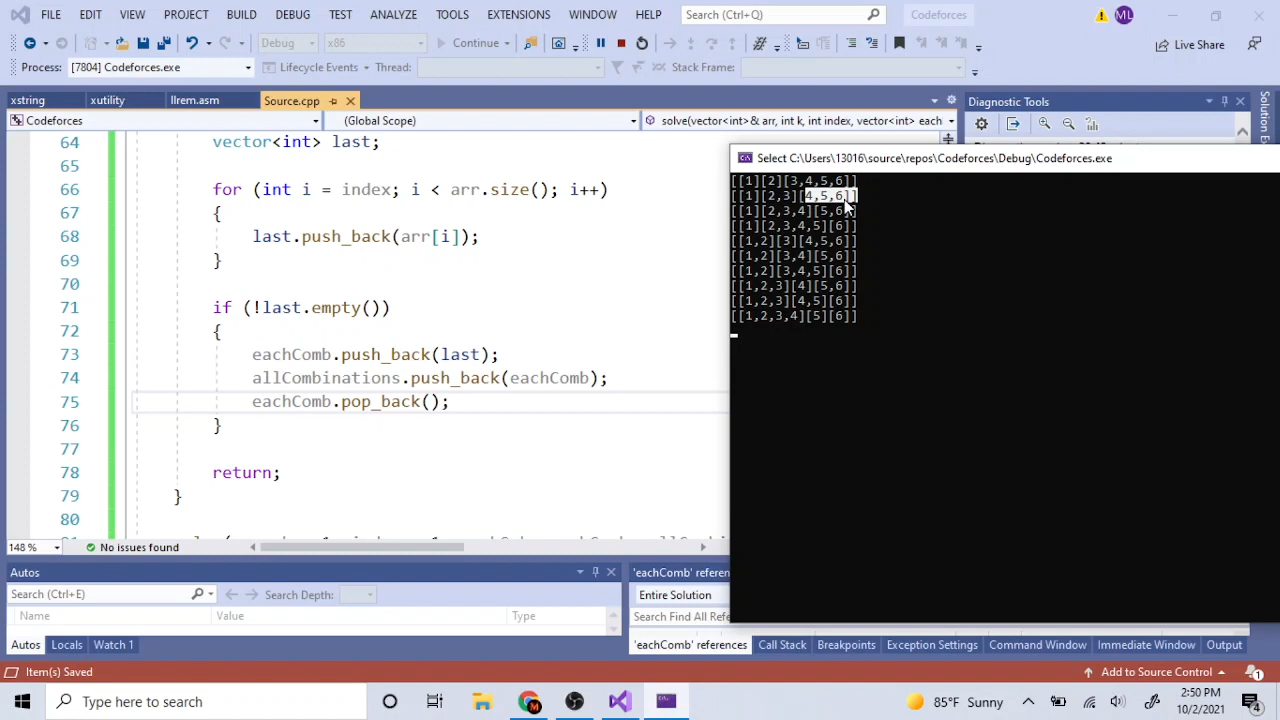 FILE EDIT VIEW PROJECT BUILD DEBUG TEST ANALYZE TOOLS EXTENSIONS WINDOW HELP Search (Ctrl+Q) Codeforces ML
Debug x86 Continue Live Share
Process: [7804] Codeforces.exe Lifecycle Events Thread: Stack Frame:
xstring xutility llrem.asm Source.cpp Diagnostic Tools
Codeforces (Global Scope) solve(vector<int>& arr, int k, int index, vector<int> each
Solution E
64 vector<int> last;
65
66 for (int i = index; i < arr.size(); i++)
67 {
68 last.push_back(arr[i]);
69 }
70
71 if (!last.empty())
72 {
73 eachComb.push_back(last);
74 allCombinations.push_back(eachComb);
75 eachComb.pop_back();
76 }
77
78 return;
79 }
80
Select C:\Users\13016\source\repos\Codeforces\Debug\Codeforces.exe
[[1][2][3,4,5,6]]
[[1][2,3][4,5,6]]
[[1][2,3,4][5,6]]
[[1][2,3,4,5][6]]
[[1,2][3][4,5,6]]
[[1,2][3,4][5,6]]
[[1,2][3,4,5][6]]
[[1,2,3][4][5,6]]
[[1,2,3][4,5][6]]
[[1,2,3,4][5][6]]
148 % No issues found
Autos
Search (Ctrl+E) Search Depth:
Name Value Type
Autos Locals Watch 1
'eachComb' referen
Entire Solution
Search Find All Refe
'eachComb' references Call Stack Breakpoints Exception Settings Command Window Immediate Window Output
Item(s) Saved Add to Source Control 1
Type here to search 85°F Sunny 2:50 PM
10/2/2021 4